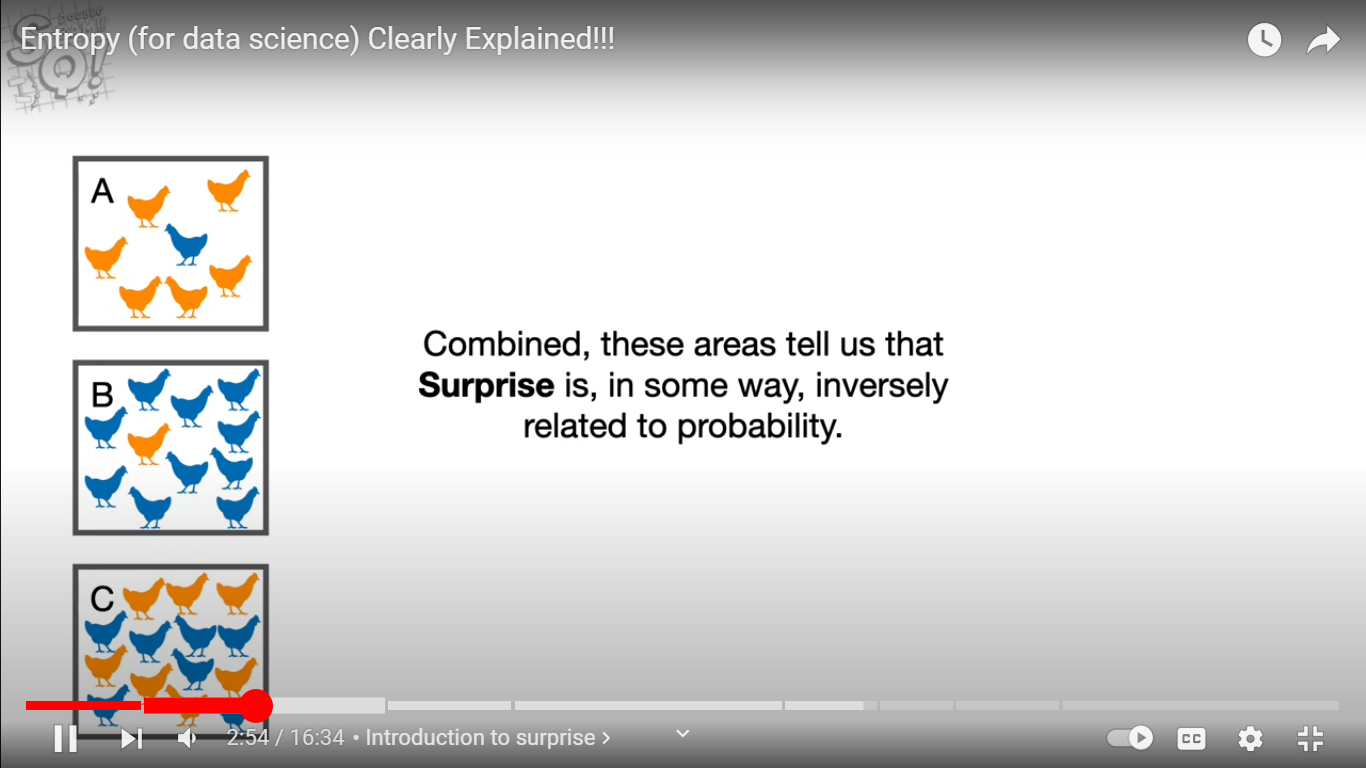 Entropy (for data science) Clearly Explained!!!
A
B
C
Combined, these areas tell us that
Surprise is, in some way, inversely
related to probability.
2:54 / 16:34 • Introduction to surprise >
CC